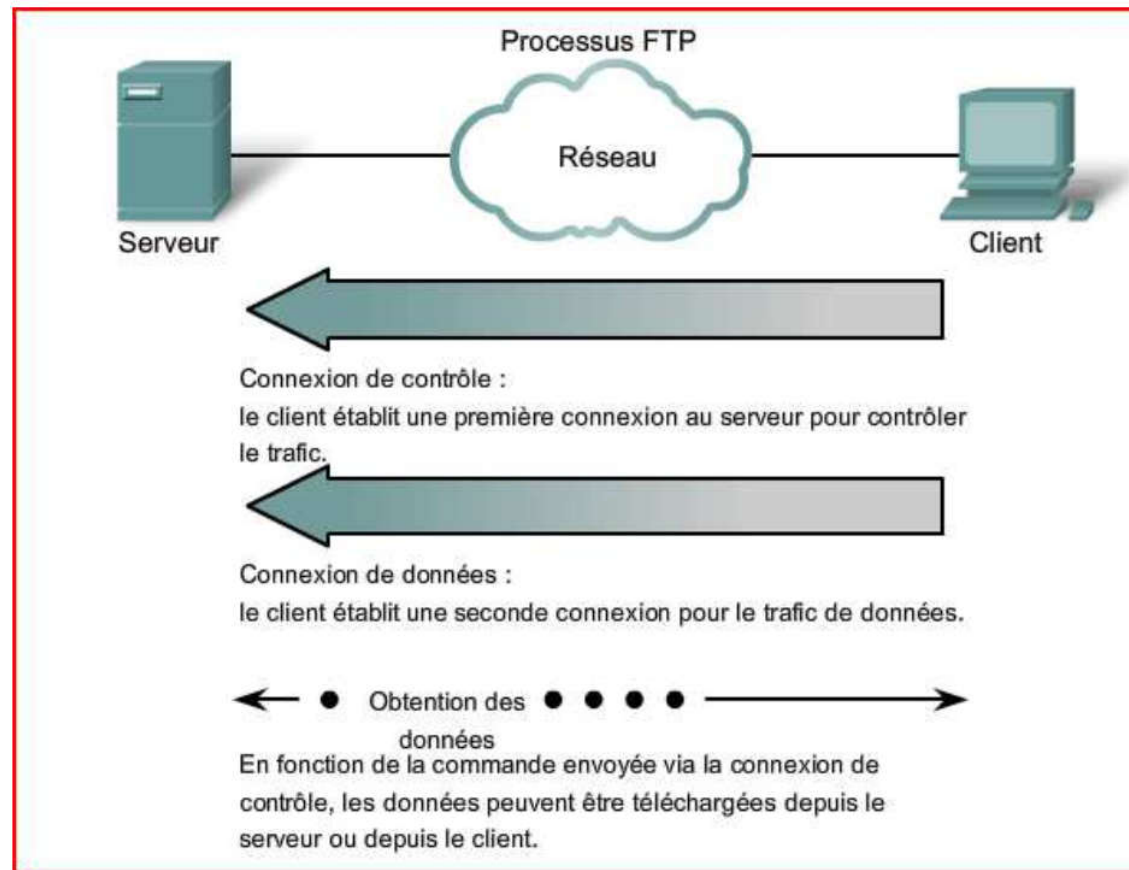 Processus FTP
Réseau
Serveur
Client
Connexion de contrôle :
le client établit une première connexion au serveur pour contrôler
le trafic.
Connexion de données :
le client établit une seconde connexion pour le trafic de données.
Obtention des
données
En fonction de la commande envoyée via la connexion de
contrôle, les données peuvent être téléchargées depuis le
serveur ou depuis le client.